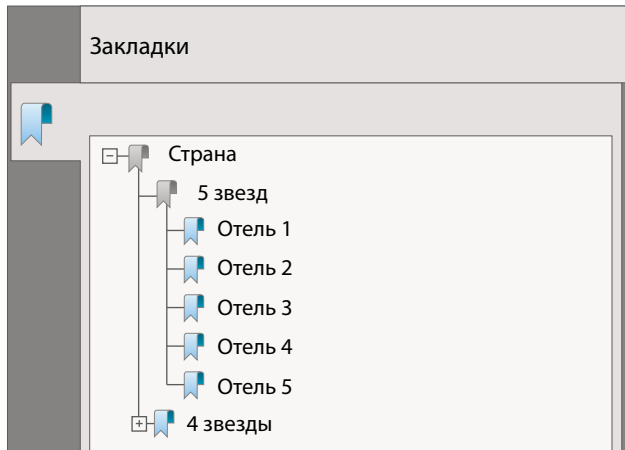 Закладки
Страна
5 звезд
Отель 1
Отель 2
Отель 3
Отель 4
Отель 5
4 звезды